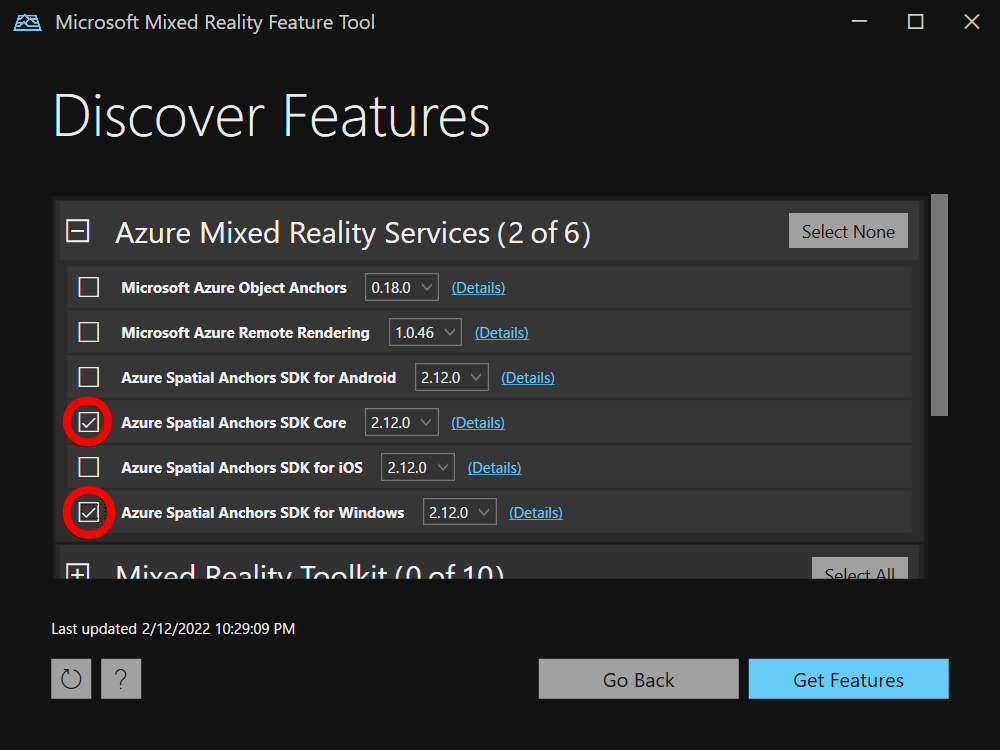 Microsoft Mixed Reality Feature Tool
Discover Features
Azure Mixed Reality Services (2 of 6) Select None
Microsoft Azure Object Anchors 0.18.0 (Details)
Microsoft Azure Remote Rendering 1.0.46 (Details)
Azure Spatial Anchors SDK for Android 2.12.0 (Details)
Azure Spatial Anchors SDK Core 2.12.0 (Details)
Azure Spatial Anchors SDK for iOS 2.12.0 (Details)
Azure Spatial Anchors SDK for Windows 2.12.0 (Details)
Mixed Reality Toolkit (0 of 10) Select All
Last updated 2/12/2022 10:29:09 PM
? Go Back Get Features